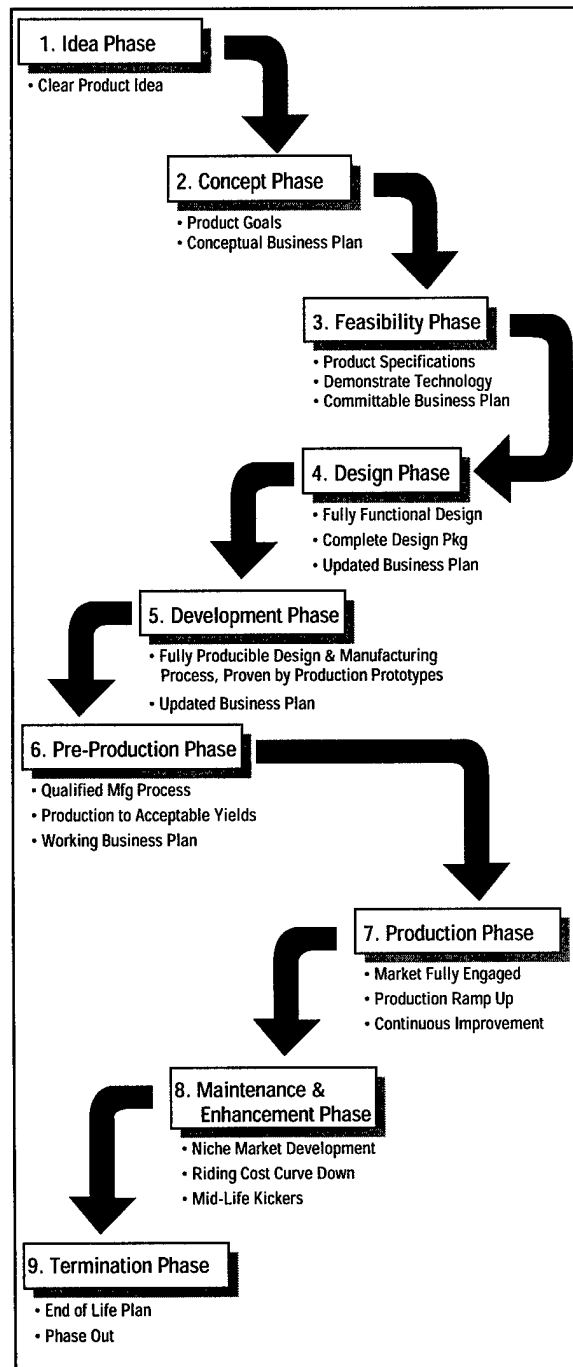 1. Idea Phase
• Clear Product Idea
2. Concept Phase
• Product Goals
• Conceptual Business Plan
3. Feasibility Phase
• Product Specifications
• Demonstrate Technology
• Committable Business Plan
4. Design Phase
• Fully Functional Design
• Complete Design Pkg
• Updated Business Plan
5. Development Phase
• Fully Producible Design & Manufacturing
Process, Proven by Production Prototypes
• Updated Business Plan
6. Pre-Production Phase
• Qualified Mfg Process
• Production to Acceptable Yields
• Working Business Plan
7. Production Phase
• Market Fully Engaged
• Production Ramp Up
• Continuous Improvement
8. Maintenance &
Enhancement Phase
• Niche Market Development
• Riding Cost Curve Down
• Mid-Life Kickers
9. Termination Phase
• End of Life Plan
• Phase Out